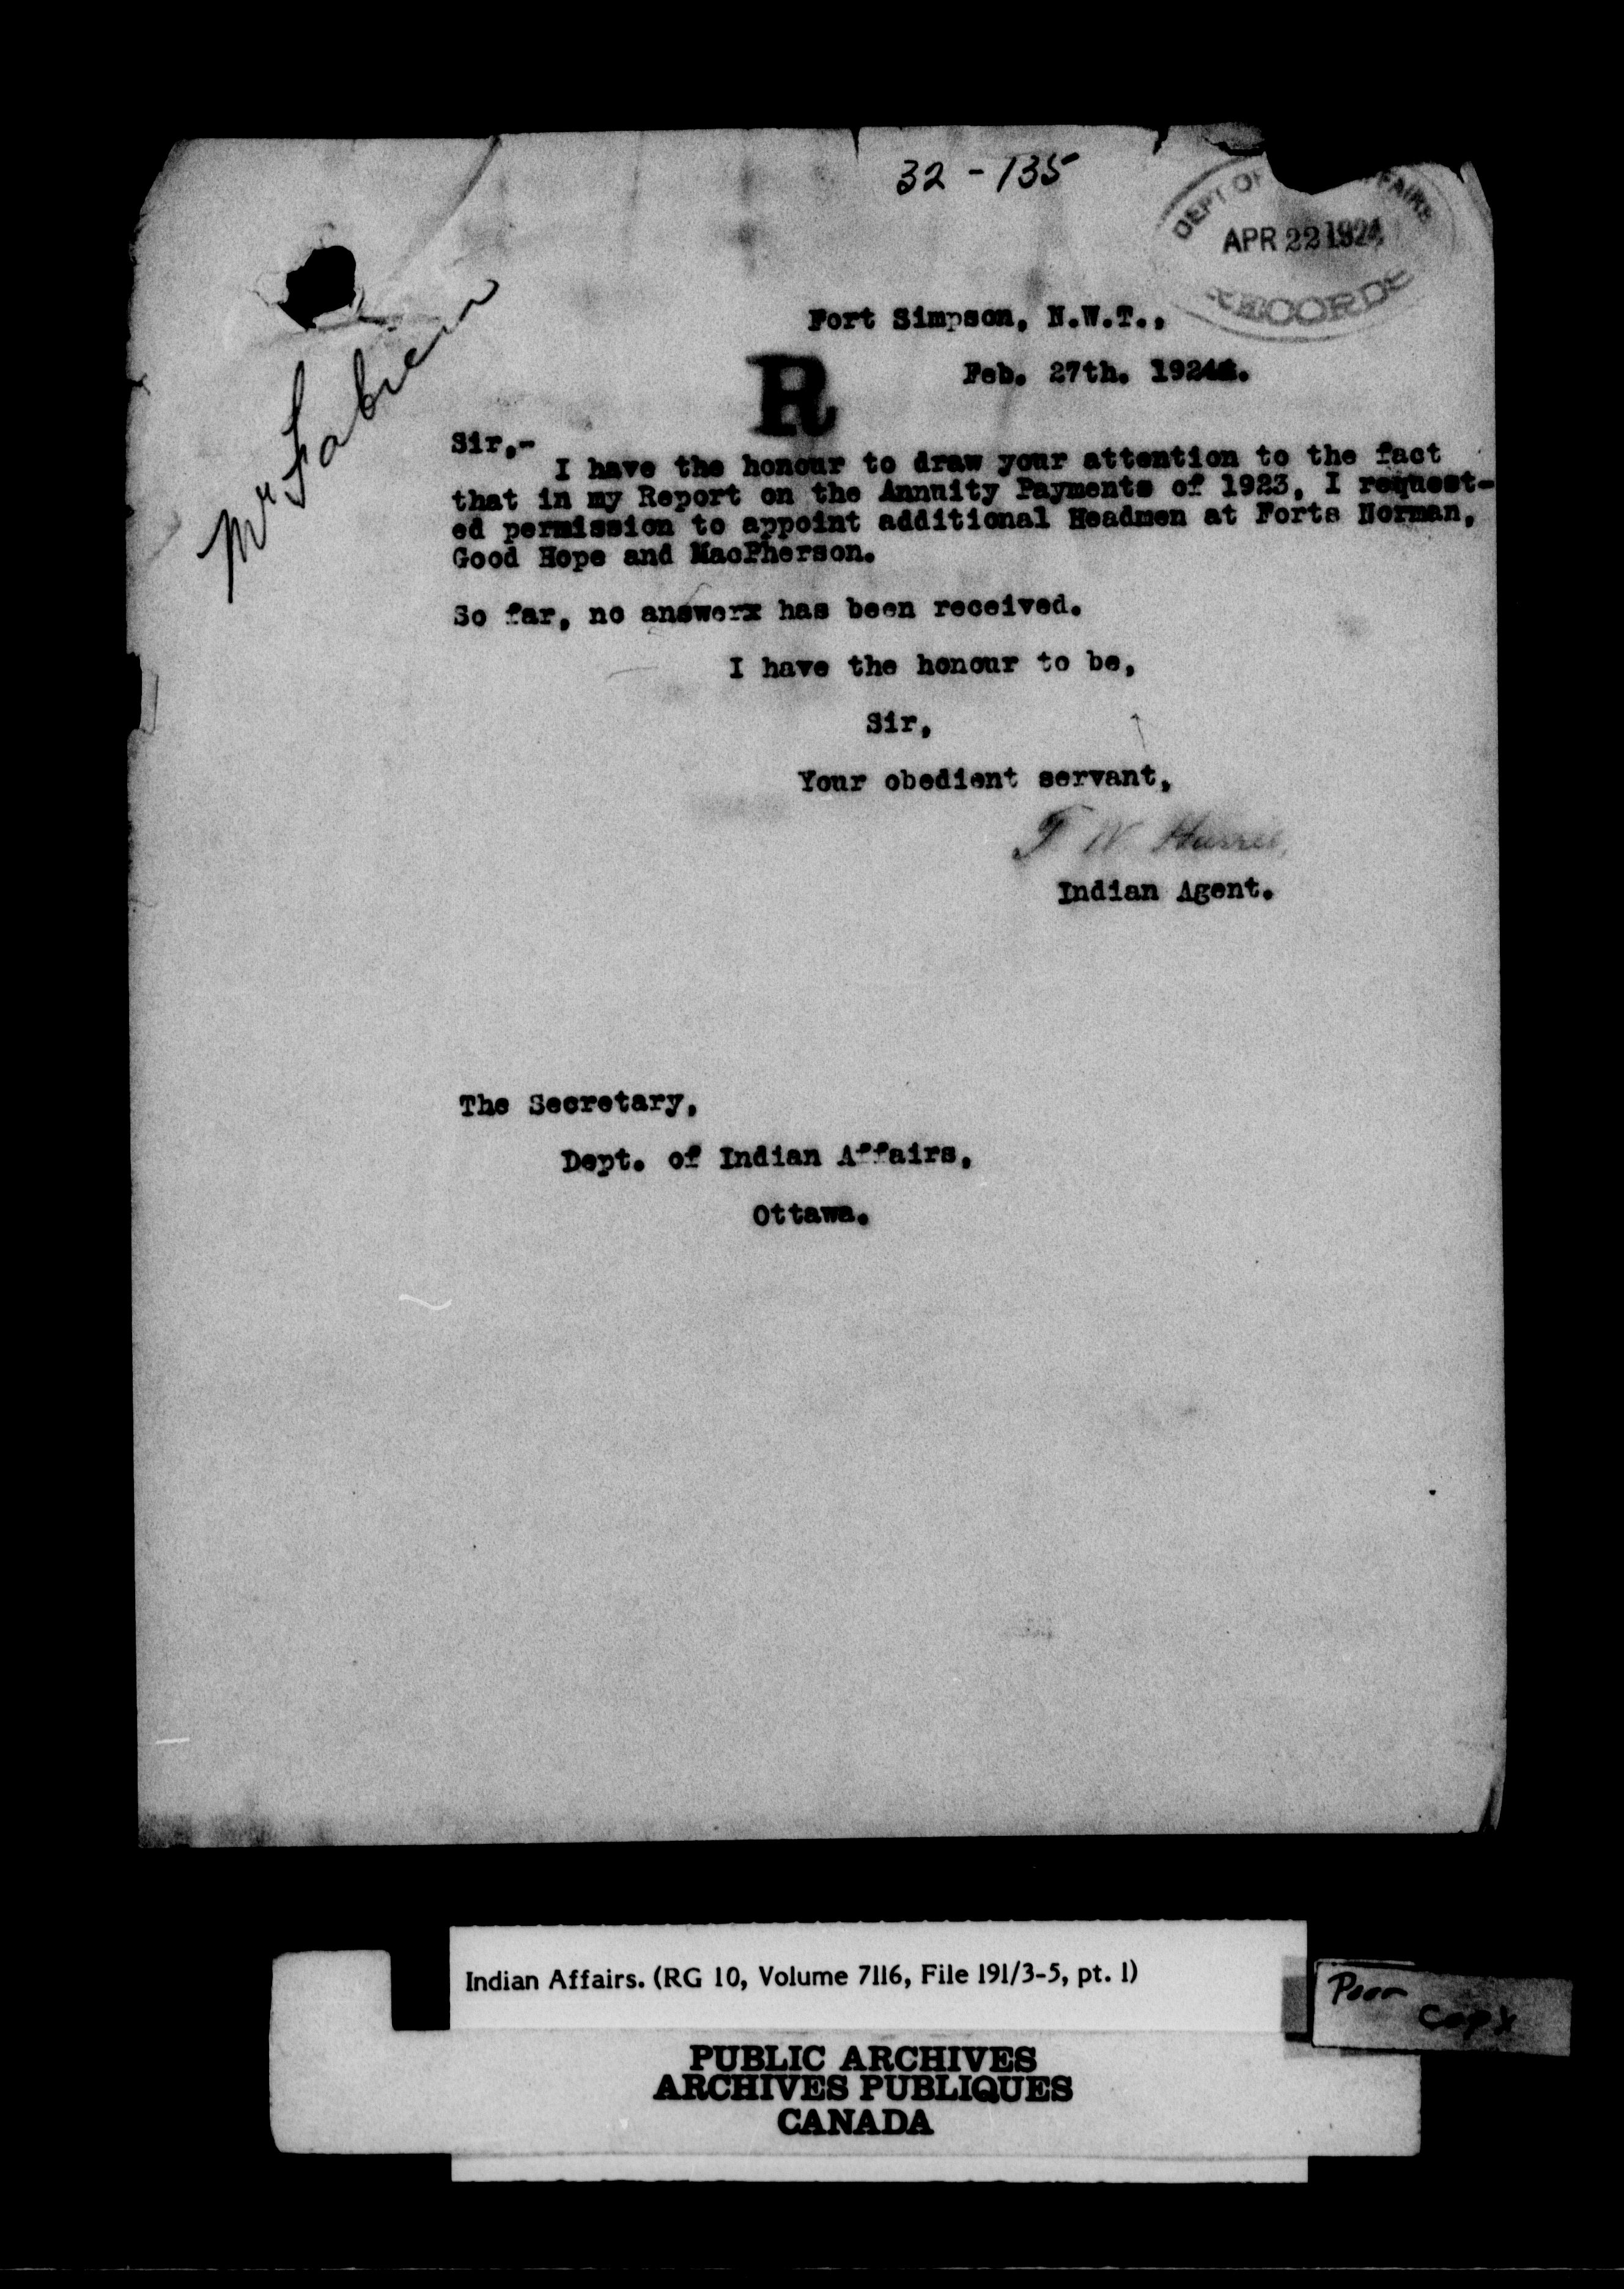 32 - 135
DEPT OF FFAIRS
APR 22 1924
RECORDS
Mr Fabien
Fort Simpson, N.W.T.,
R
Feb. 27th. 1924.
Sir,-
I have the honour to draw your attention to the fact
that in my Report on the Annuity Payments of 1923, I request-
ed permission to appoint additional Headmen at Forts Norman,
Good Hope and MacPherson.
So far, no answerx has been received.
I have the honour to be,
Sir,
Your obedient servant,
T W Harris,
Indian Agent.
The Secretary,
Dept. of Indian Affairs,
Ottawa.
Indian Affairs. (RG 10, Volume 7116, File 191/3-5, pt. 1)
Poor
Copy
PUBLIC ARCHIVES
ARCHIVES PUBLIQUES
CANADA